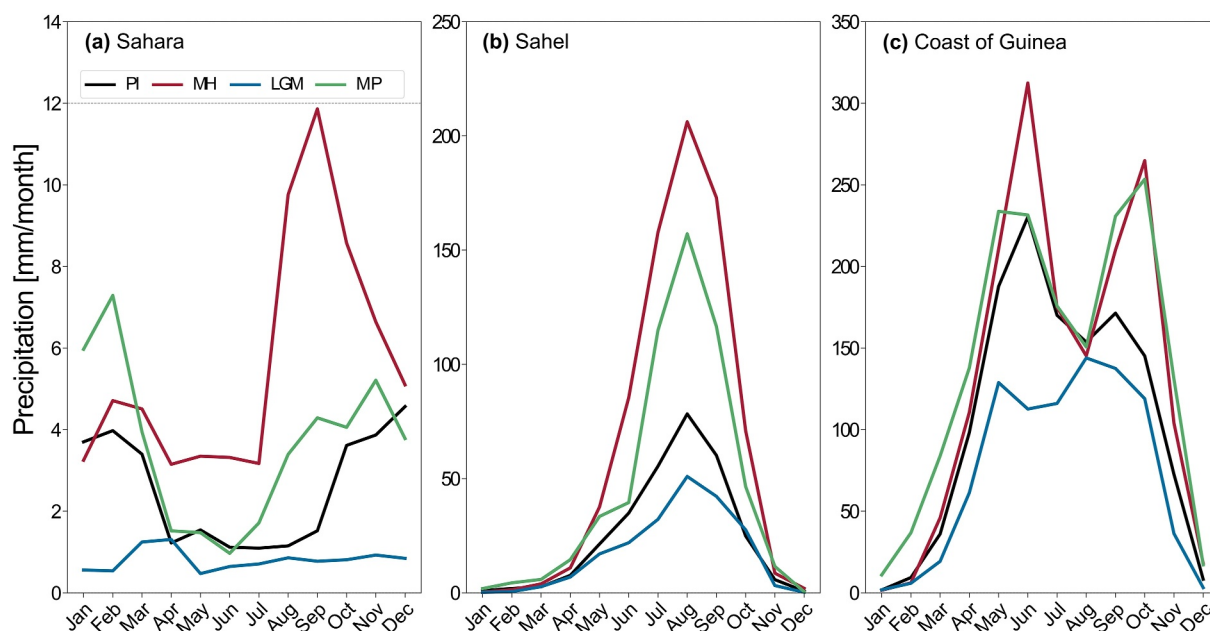 (a) Sahara
PI MH LGM MP
Precipitation [mm/month]
14
12
10
8
6
4
2
0
Jan Feb Mar Apr May Jun Jul Aug Sep Oct Nov Dec
(b) Sahel
250
200
150
100
50
0
Jan Feb Mar Apr May Jun Jul Aug Sep Oct Nov Dec
(c) Coast of Guinea
350
300
250
200
150
100
50
0
Jan Feb Mar Apr May Jun Jul Aug Sep Oct Nov Dec